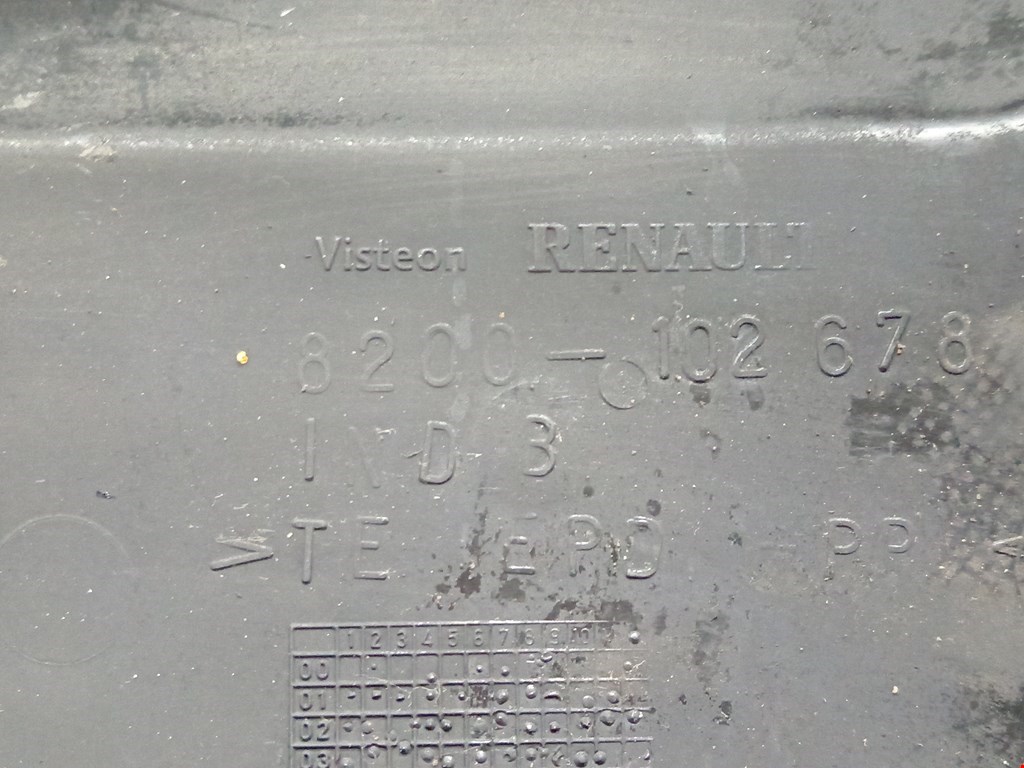 Visteon RENAULT
8200-102 678
IND 3
>TE (EPD - PP <
1 2 3 4 5 6 7 8 9 10
00
01
02
03